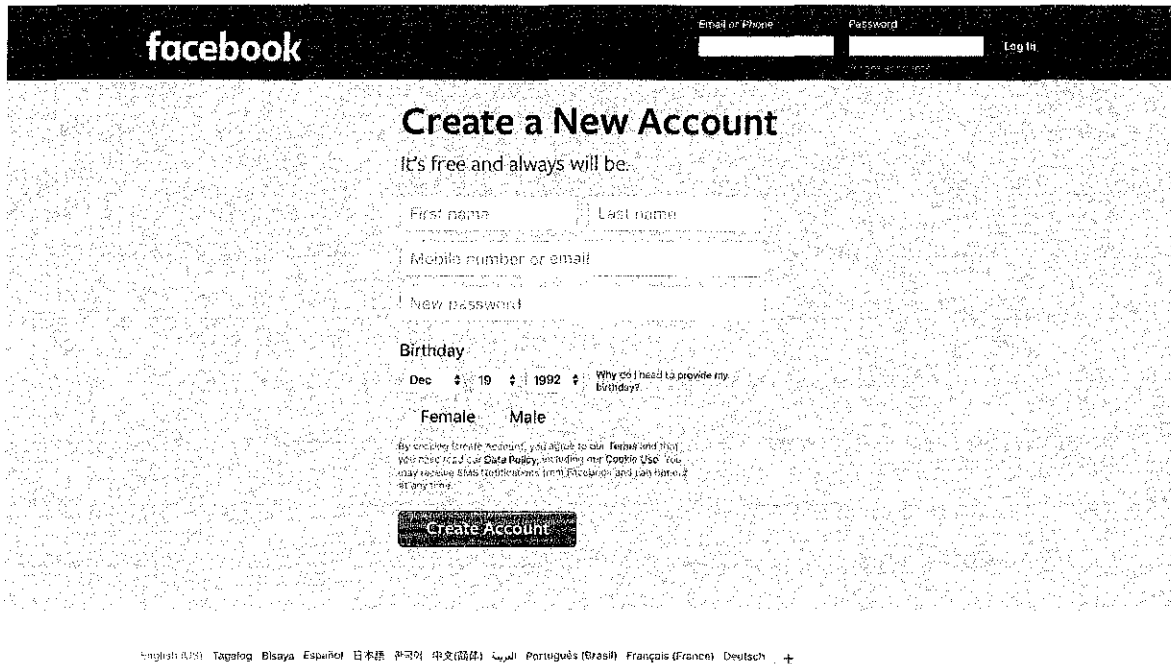 Email or Phone Password
facebook
Log In
Create a New Account
It's free and always will be.
First name Last name
Mobile number or email
New password
Birthday
Dec 19 1992 Why do I need to provide my
birthday?
Female Male
By clicking Create Account, you agree to our Terms and that
you have read our Data Policy, including our Cookie Use. You
may receive SMS Notifications from Facebook and can opt out
at any time.
Create Account
English (US) Tagalog Bisaya Español 日本語 한국어 中文(简体) العربية Português (Brasil) Français (France) Deutsch +